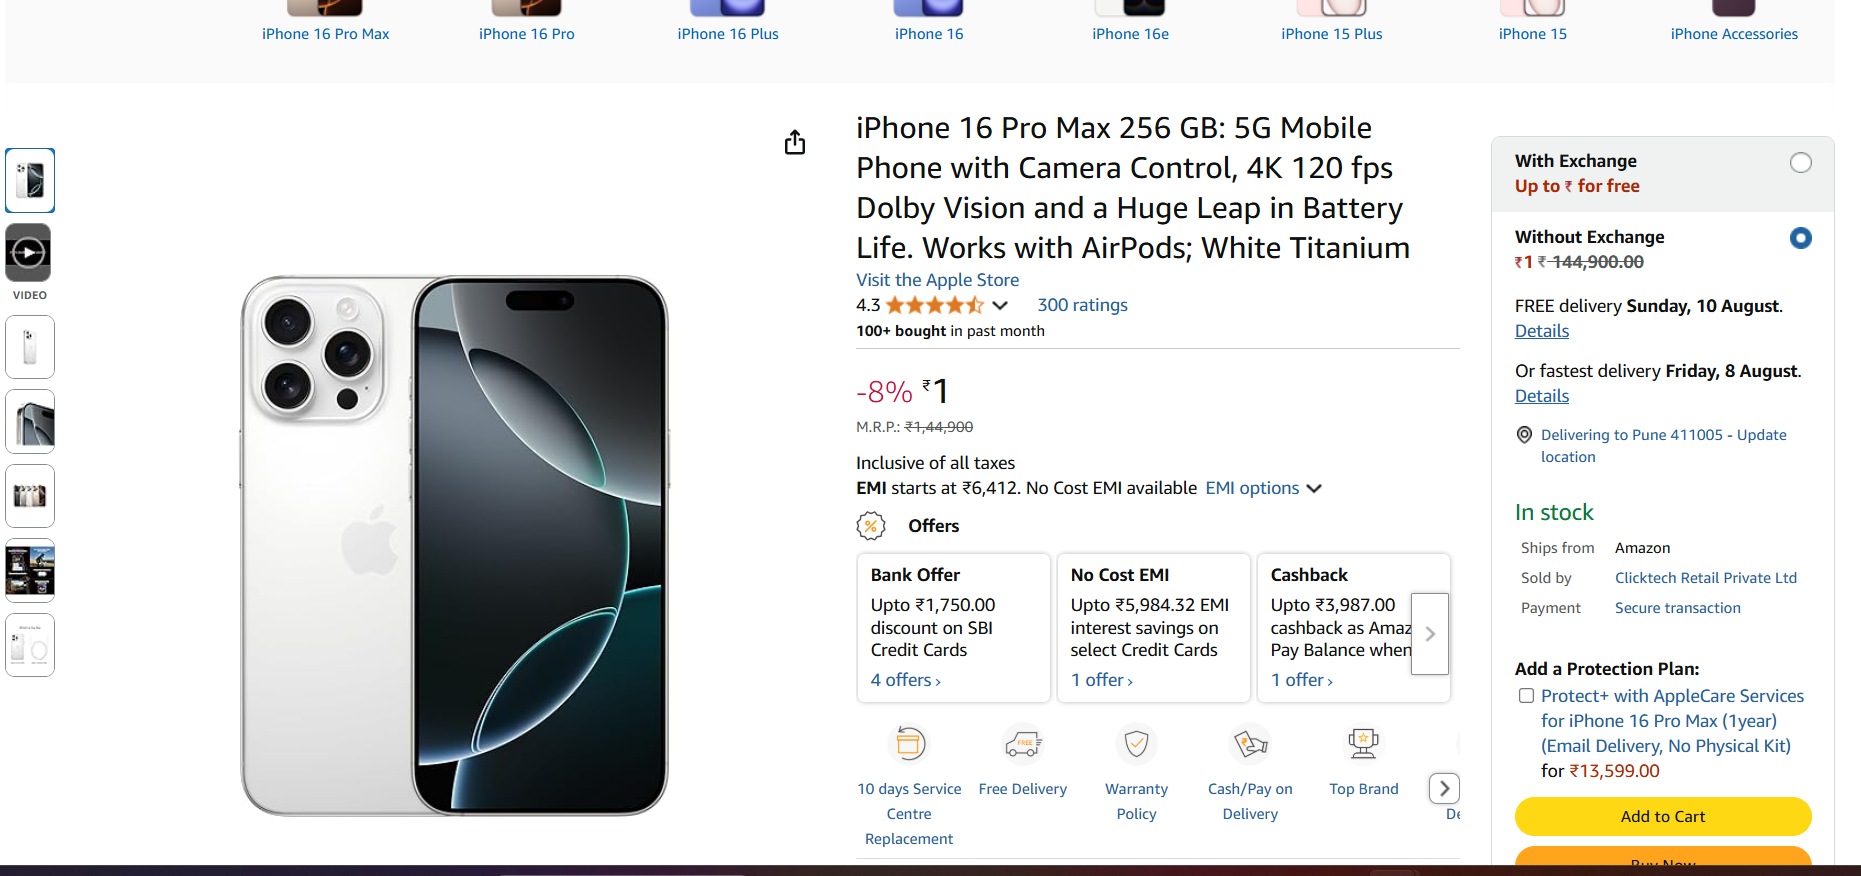 iPhone 16 Pro Max
iPhone 16 Pro
iPhone 16 Plus
iPhone 16
iPhone 16e
iPhone 15 Plus
iPhone 15
iPhone Accessories
VIDEO
iPhone 16 Pro Max 256 GB: 5G Mobile
Phone with Camera Control, 4K 120 fps
Dolby Vision and a Huge Leap in Battery
Life. Works with AirPods; White Titanium
Visit the Apple Store
4.3
300 ratings
100+ bought in past month
-8% ₹1
M.R.P.: ₹1,44,900
Inclusive of all taxes
EMI starts at ₹6,412. No Cost EMI available EMI options
Offers
Bank Offer
Upto ₹1,750.00
discount on SBI
Credit Cards
4 offers ›
No Cost EMI
Upto ₹5,984.32 EMI
interest savings on
select Credit Cards
1 offer ›
Cashback
Upto ₹3,987.00
cashback as Amaz
Pay Balance when
1 offer ›
10 days Service
Centre
Replacement
FREE
Free Delivery
Warranty
Policy
Cash/Pay on
Delivery
Top Brand
De
With Exchange
Up to ₹ for free
Without Exchange
₹1 ₹ 144,900.00
FREE delivery Sunday, 10 August.
Details
Or fastest delivery Friday, 8 August.
Details
Delivering to Pune 411005 - Update
location
In stock
Ships from Amazon
Sold by Clicktech Retail Private Ltd
Payment Secure transaction
Add a Protection Plan:
Protect+ with AppleCare Services
for iPhone 16 Pro Max (1year)
(Email Delivery, No Physical Kit)
for ₹13,599.00
Add to Cart
Buy Now